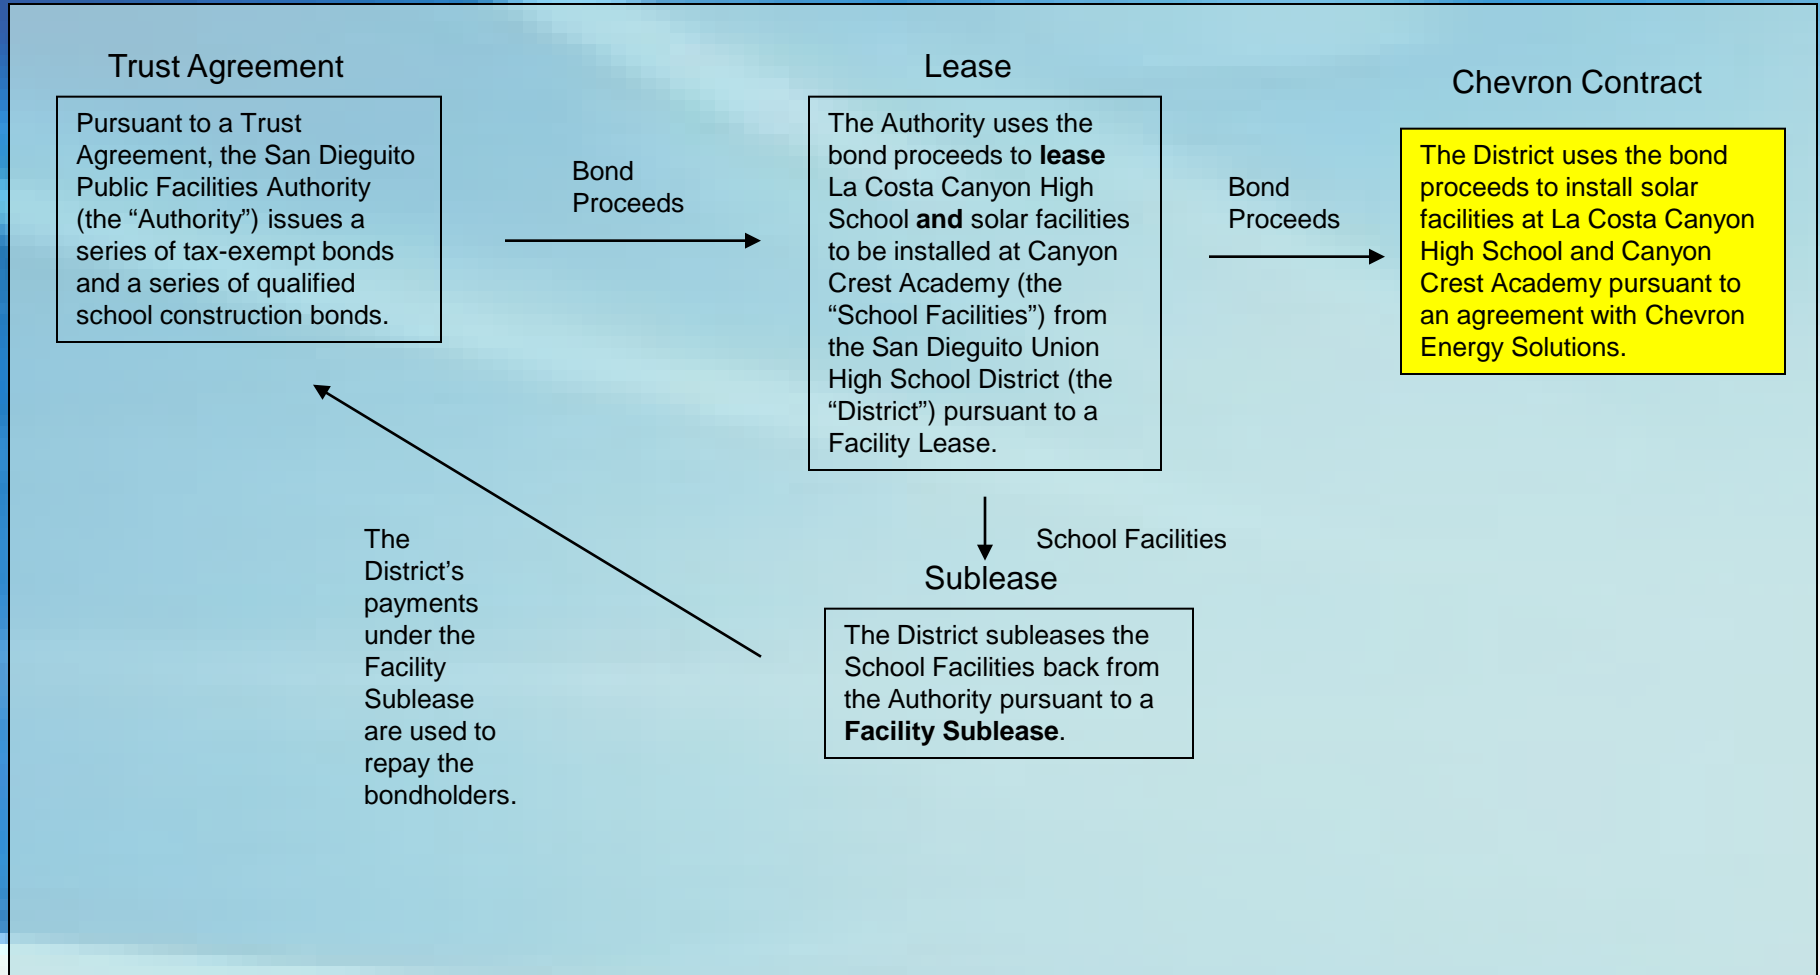 Trust Agreement
Pursuant to a Trust
Agreement, the San Dieguito
Public Facilities Authority
(the “Authority”) issues a
series of tax-exempt bonds
and a series of qualified
school construction bonds.
Bond
Proceeds
Lease
The Authority uses the
bond proceeds to lease
La Costa Canyon High
School and solar facilities
to be installed at Canyon
Crest Academy (the
“School Facilities”) from
the San Dieguito Union
High School District (the
“District”) pursuant to a
Facility Lease.
Bond
Proceeds
Chevron Contract
The District uses the bond
proceeds to install solar
facilities at La Costa Canyon
High School and Canyon
Crest Academy pursuant to
an agreement with Chevron
Energy Solutions.
School Facilities
Sublease
The District subleases the
School Facilities back from
the Authority pursuant to a
Facility Sublease.
The
District’s
payments
under the
Facility
Sublease
are used to
repay the
bondholders.